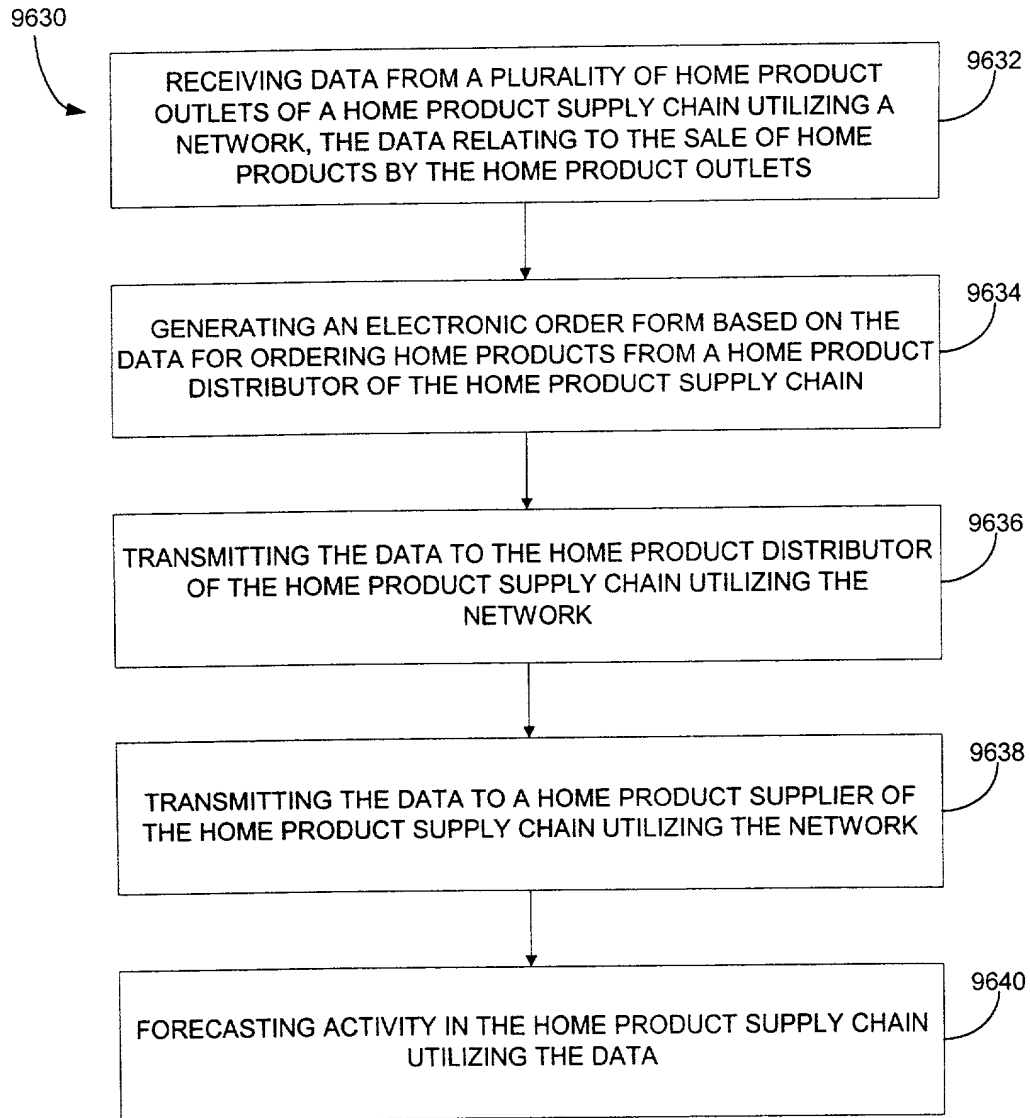 9630
RECEIVING DATA FROM A PLURALITY OF HOME PRODUCT
OUTLETS OF A HOME PRODUCT SUPPLY CHAIN UTILIZING A
NETWORK, THE DATA RELATING TO THE SALE OF HOME
PRODUCTS BY THE HOME PRODUCT OUTLETS
9632
GENERATING AN ELECTRONIC ORDER FORM BASED ON THE
DATA FOR ORDERING HOME PRODUCTS FROM A HOME PRODUCT
DISTRIBUTOR OF THE HOME PRODUCT SUPPLY CHAIN
9634
TRANSMITTING THE DATA TO THE HOME PRODUCT DISTRIBUTOR
OF THE HOME PRODUCT SUPPLY CHAIN UTILIZING THE
NETWORK
9636
TRANSMITTING THE DATA TO A HOME PRODUCT SUPPLIER OF
THE HOME PRODUCT SUPPLY CHAIN UTILIZING THE NETWORK
9638
FORECASTING ACTIVITY IN THE HOME PRODUCT SUPPLY CHAIN
UTILIZING THE DATA
9640